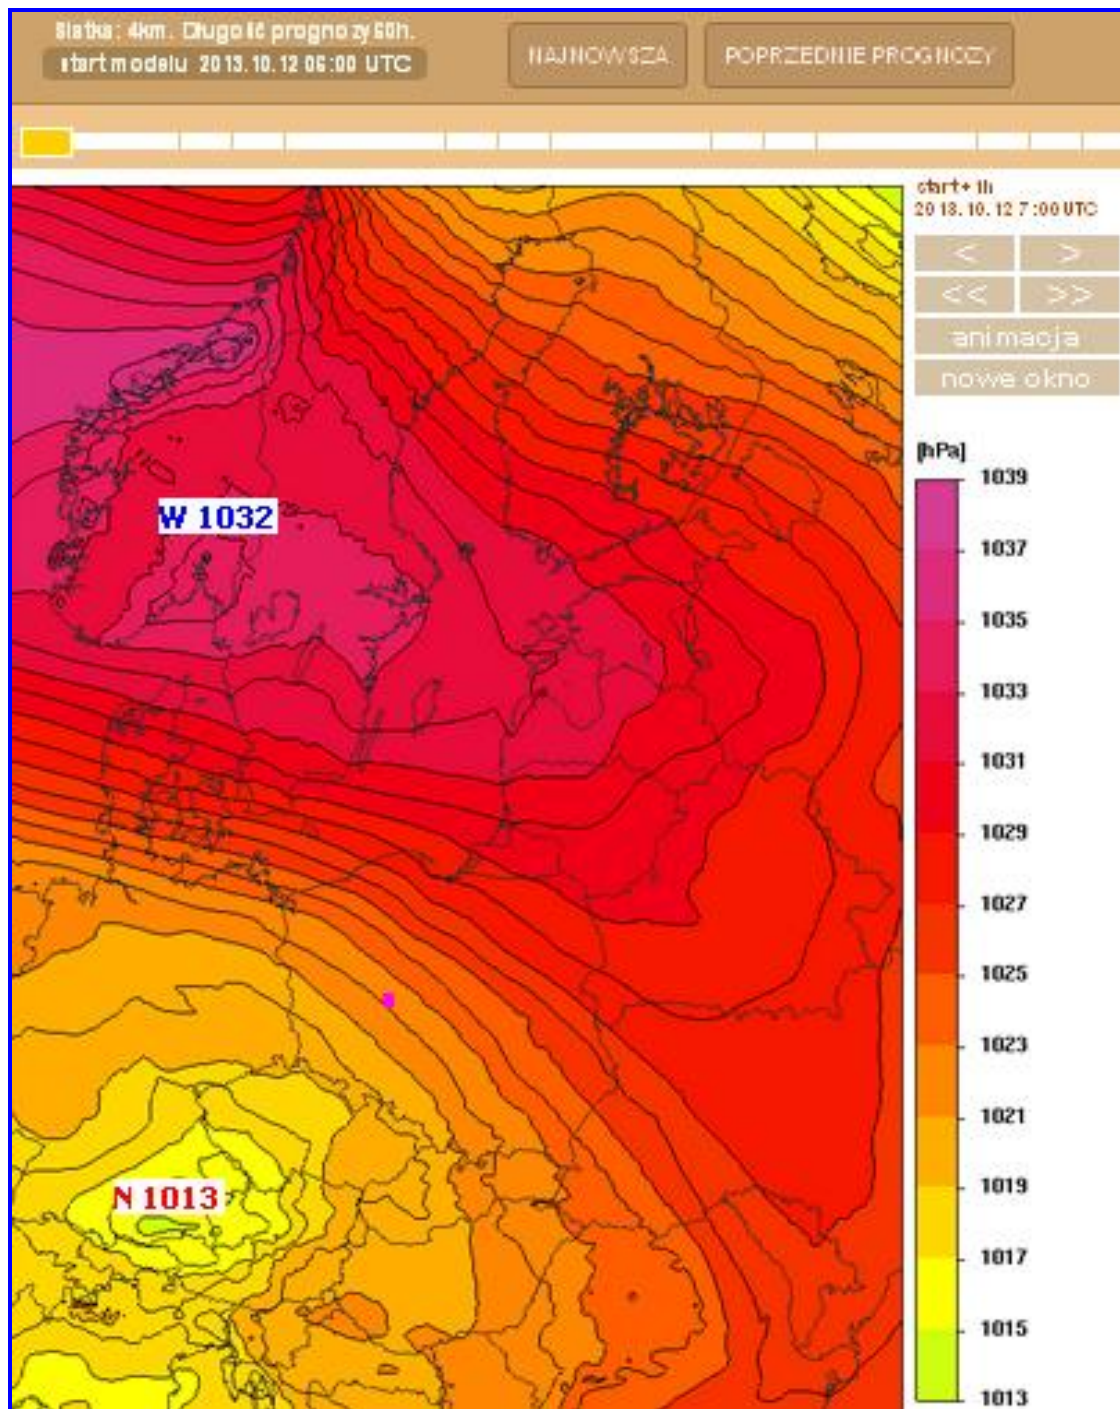 Siatka: 4km. Długość prognozy 60h.
start modelu 2013.10.12 06:00 UTC
NAJNOWSZA
POPRZEDNIE PROGNOZY
start+ 1h
2013.10.12 7:00 UTC
<
>
<<
>>
animacja
nowe okno
[hPa]
1039
1037
1035
1033
1031
1029
1027
1025
1023
1021
1019
1017
1015
1013
W 1032
N 1013